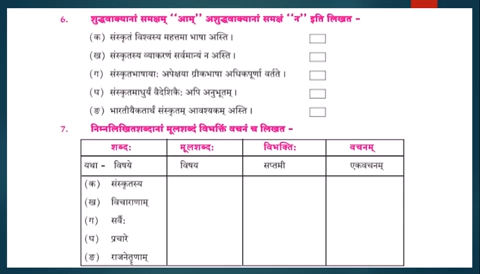 6. शुद्धवाक्यानां समक्षम् "आम्" अशुद्धवाक्यानां समक्षं "न" इति लिखत –
(क) संस्कृतं विश्वस्य महत्तमा भाषा अस्ति।
(ख) संस्कृतस्य व्याकरणं सर्वमान्यं न अस्ति।
(ग) संस्कृतभाषायाः अपेक्षया ग्रीकभाषा अधिकपूर्णा वर्तते।
(घ) संस्कृतमाधुर्यं वैदेशिकैः अपि अनुभूतम्।
(ङ) भारतीयैकतार्थं संस्कृतम् आवश्यकम् अस्ति।
7. निम्नलिखितशब्दानां मूलशब्दं विभक्तिं वचनं च लिखत –
शब्दः मूलशब्दः विभक्तिः वचनम्
यथा – विषये विषय सप्तमी एकवचनम्
(क) संस्कृतस्य
(ख) विचाराणाम्
(ग) सर्वैः
(घ) प्रचारे
(ङ) राजनेतॄणाम्